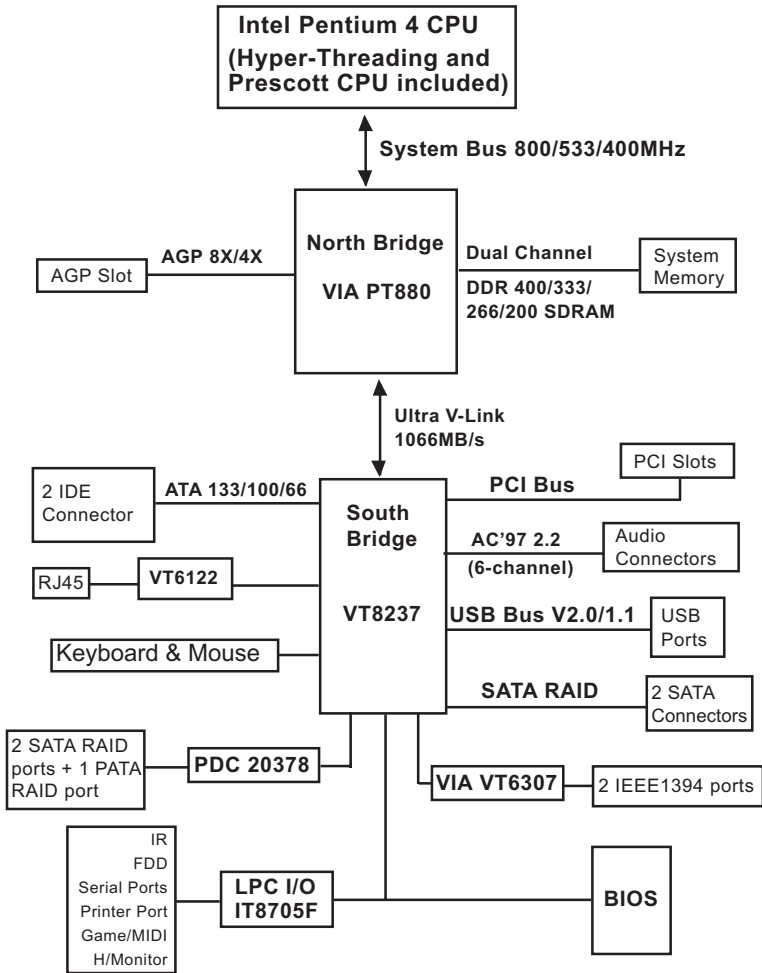 Intel Pentium 4 CPU
(Hyper-Threading and
Prescott CPU included)
System Bus 800/533/400MHz
North Bridge
VIA PT880
AGP 8X/4X
AGP Slot
Dual Channel
DDR 400/333/
266/200 SDRAM
System
Memory
Ultra V-Link
1066MB/s
2 IDE
Connector
ATA 133/100/66
South
Bridge
VT8237
PCI Bus
PCI Slots
AC'97 2.2
(6-channel)
Audio
Connectors
RJ45
VT6122
USB Bus V2.0/1.1
USB
Ports
Keyboard & Mouse
SATA RAID
2 SATA
Connectors
2 SATA RAID
ports + 1 PATA
RAID port
PDC 20378
VIA VT6307
2 IEEE1394 ports
IR
FDD
Serial Ports
Printer Port
Game/MIDI
H/Monitor
LPC I/O
IT8705F
BIOS